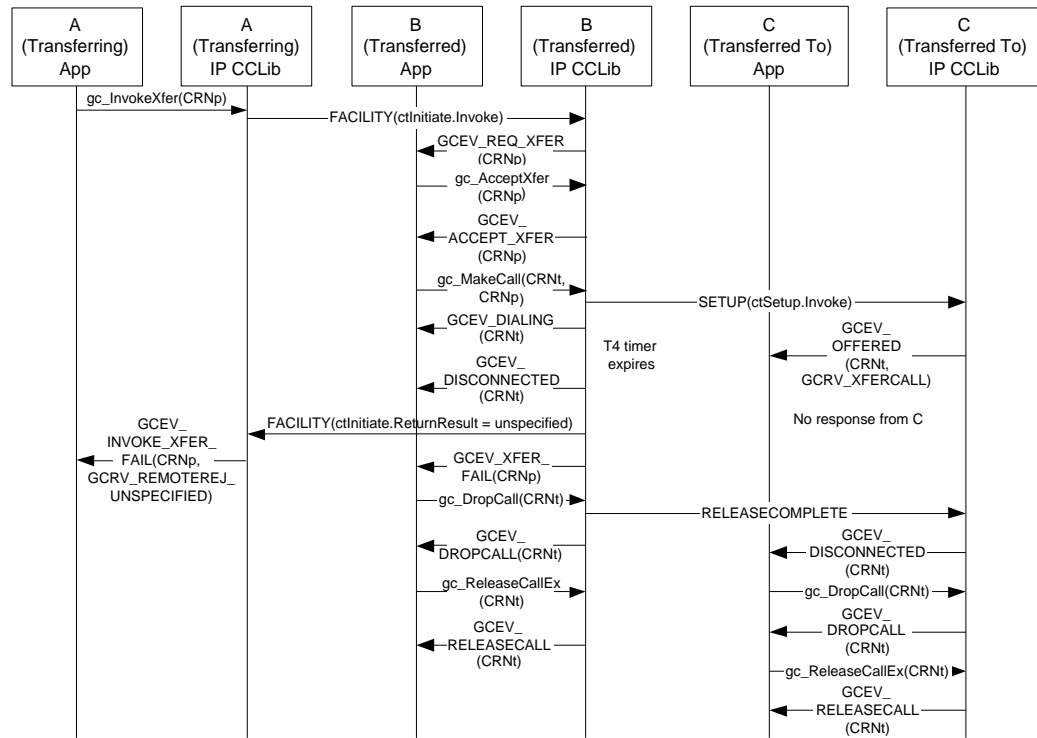 A
(Transferring)
App
A
(Transferring)
IP CCLib
B
(Transferred)
App
B
(Transferred)
IP CCLib
C
(Transferred To)
App
C
(Transferred To)
IP CCLib
gc_InvokeXfer(CRNp)
FACILITY(ctInitiate.Invoke)
GCEV_REQ_XFER
(CRNp)
gc_AcceptXfer
(CRNp)
GCEV_
ACCEPT_XFER
(CRNp)
gc_MakeCall(CRNt,
CRNp)
SETUP(ctSetup.Invoke)
GCEV_DIALING
(CRNt)
T4 timer
expires
GCEV_
OFFERED
(CRNt,
GCRV_XFERCALL)
GCEV_
DISCONNECTED
(CRNt)
No response from C
FACILITY(ctInitiate.ReturnResult = unspecified)
GCEV_
INVOKE_XFER_
FAIL(CRNp,
GCRV_REMOTEREJ_
UNSPECIFIED)
GCEV_XFER_
FAIL(CRNp)
gc_DropCall(CRNt)
RELEASECOMPLETE
GCEV_
DROPCALL(CRNt)
GCEV_
DISCONNECTED
(CRNt)
gc_ReleaseCallEx
(CRNt)
gc_DropCall(CRNt)
GCEV_
RELEASECALL
(CRNt)
GCEV_
DROPCALL
(CRNt)
gc_ReleaseCallEx(CRNt)
GCEV_
RELEASECALL
(CRNt)